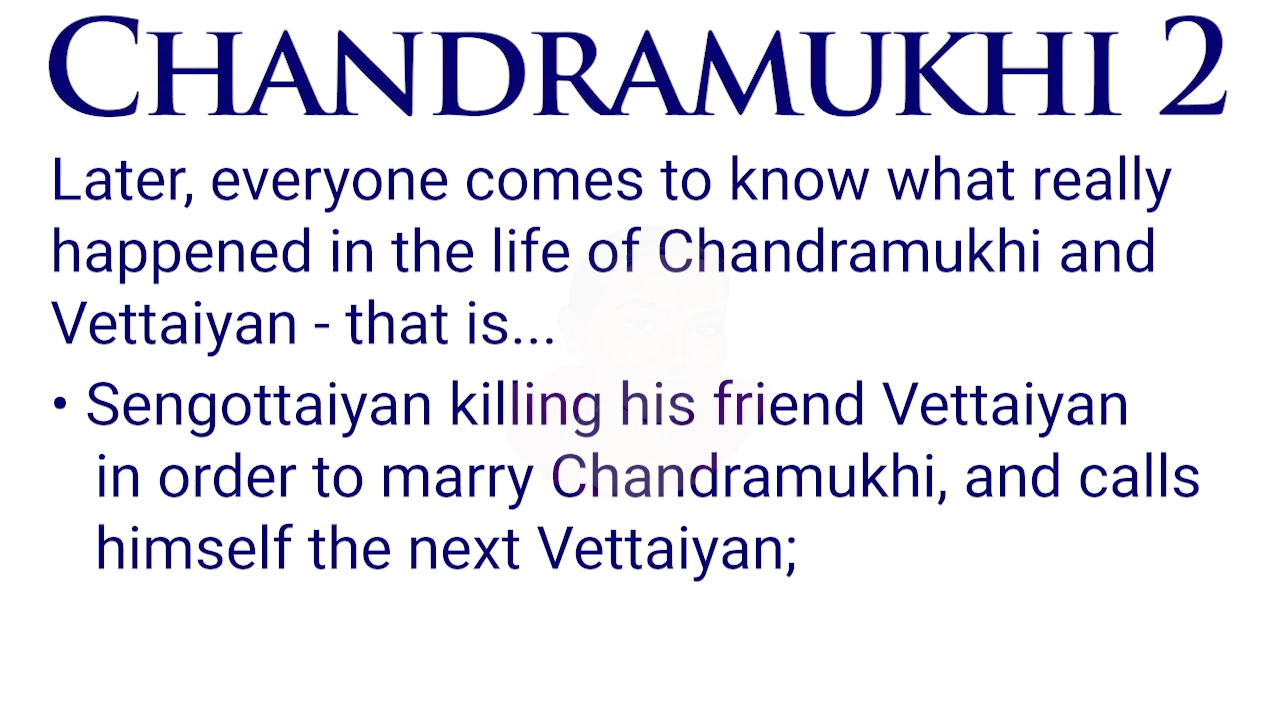 CHANDRAMUKHI 2
Later, everyone comes to know what really
happened in the life of Chandramukhi and
Vettaiyan - that is...
• Sengottaiyan killing his friend Vettaiyan
in order to marry Chandramukhi, and calls
himself the next Vettaiyan;